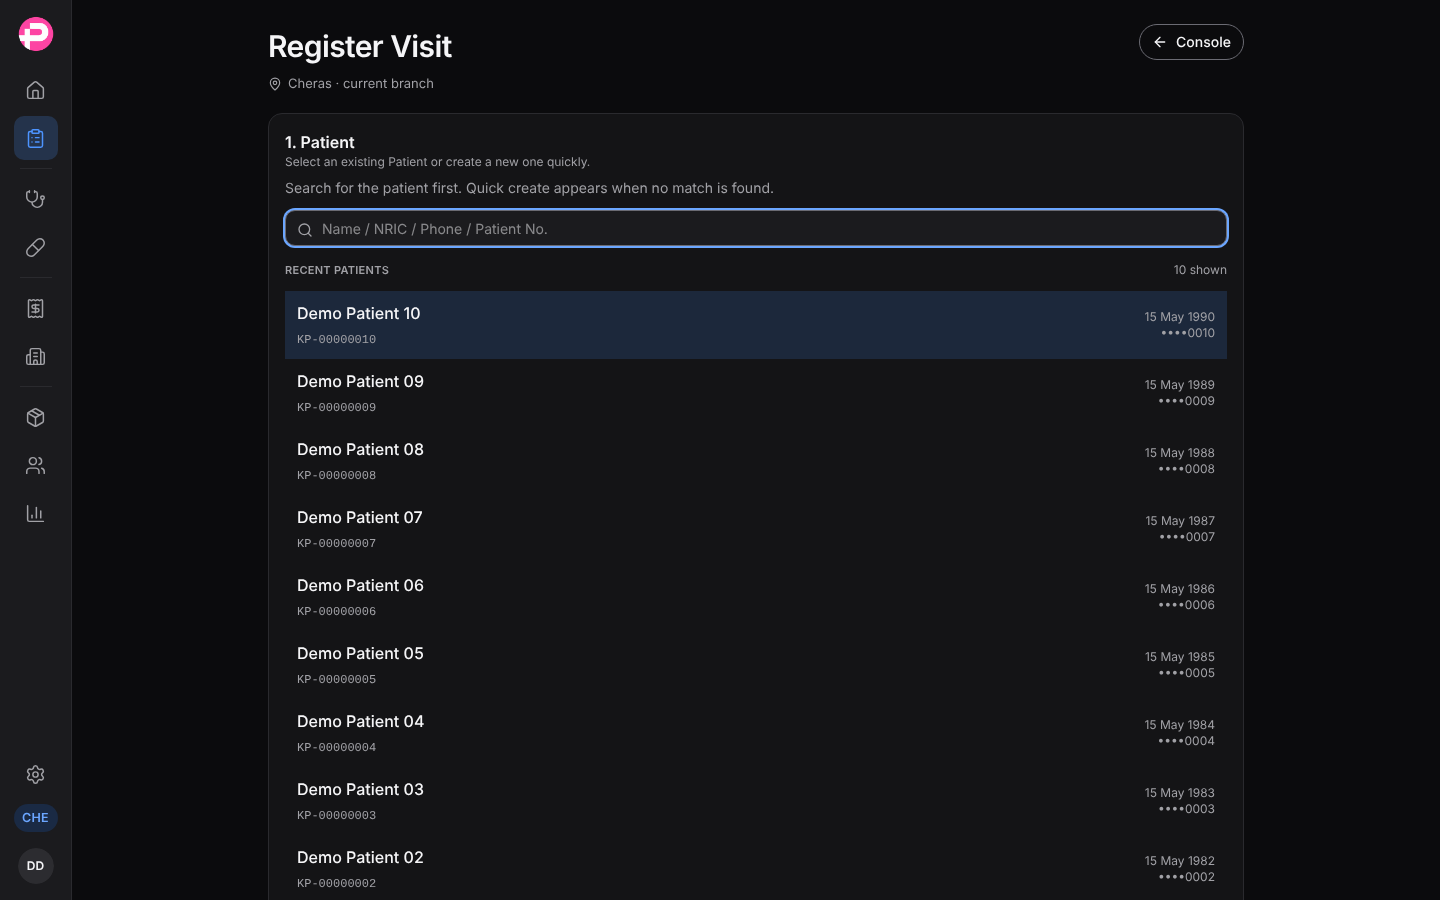 Register Visit
Console
Cheras · current branch
1. Patient
Select an existing Patient or create a new one quickly.
Search for the patient first. Quick create appears when no match is found.
Name / NRIC / Phone / Patient No.
RECENT PATIENTS
10 shown
Demo Patient 10
15 May 1990
KP-00000010
••••0010
Demo Patient 09
15 May 1989
KP-00000009
••••0009
Demo Patient 08
15 May 1988
KP-00000008
••••0008
Demo Patient 07
15 May 1987
KP-00000007
••••0007
Demo Patient 06
15 May 1986
KP-00000006
••••0006
Demo Patient 05
15 May 1985
KP-00000005
••••0005
Demo Patient 04
15 May 1984
KP-00000004
••••0004
Demo Patient 03
15 May 1983
KP-00000003
••••0003
Demo Patient 02
15 May 1982
KP-00000002
••••0002
CHE
DD